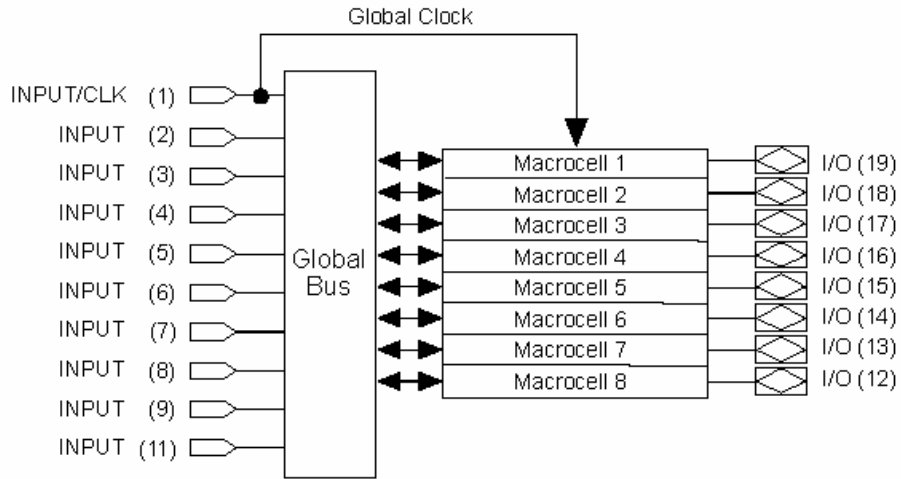 Global Clock
INPUT/CLK (1)
INPUT (2)
INPUT (3)
INPUT (4)
INPUT (5)
INPUT (6)
INPUT (7)
INPUT (8)
INPUT (9)
INPUT (11)
Global
Bus
Macrocell 1
Macrocell 2
Macrocell 3
Macrocell 4
Macrocell 5
Macrocell 6
Macrocell 7
Macrocell 8
I/O (19)
I/O (18)
I/O (17)
I/O (16)
I/O (15)
I/O (14)
I/O (13)
I/O (12)